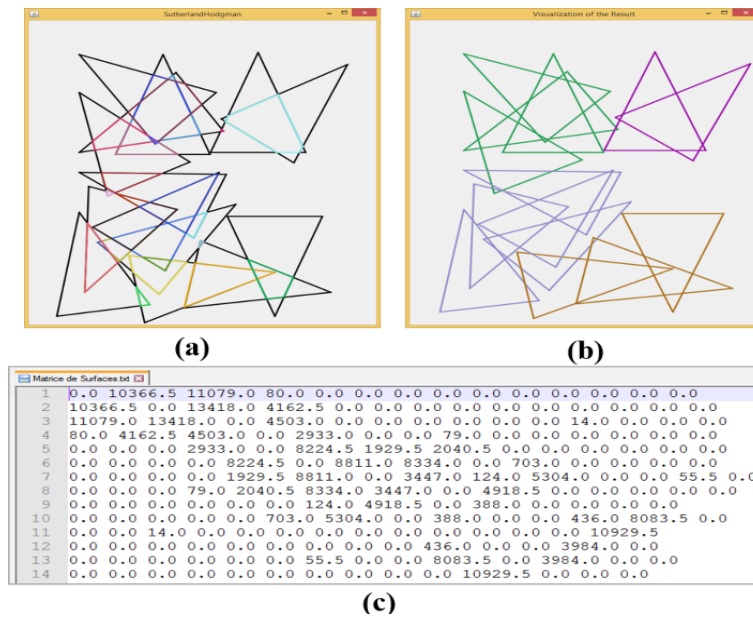 SutherlandHodgman
Visualization of the Result
(a)
(b)
Matrice de Surfaces.txt
1 0.0 10366.5 11079.0 80.0 0.0 0.0 0.0 0.0 0.0 0.0 0.0 0.0 0.0 0.0
2 10366.5 0.0 13418.0 4162.5 0.0 0.0 0.0 0.0 0.0 0.0 0.0 0.0 0.0 0.0
3 11079.0 13418.0 0.0 4503.0 0.0 0.0 0.0 0.0 0.0 0.0 14.0 0.0 0.0 0.0
4 80.0 4162.5 4503.0 0.0 2933.0 0.0 0.0 79.0 0.0 0.0 0.0 0.0 0.0 0.0
5 0.0 0.0 0.0 2933.0 0.0 8224.5 1929.5 2040.5 0.0 0.0 0.0 0.0 0.0 0.0
6 0.0 0.0 0.0 0.0 8224.5 0.0 8811.0 8334.0 0.0 703.0 0.0 0.0 0.0 0.0
7 0.0 0.0 0.0 0.0 1929.5 8811.0 0.0 3447.0 124.0 5304.0 0.0 0.0 55.5 0.0
8 0.0 0.0 0.0 79.0 2040.5 8334.0 3447.0 0.0 4918.5 0.0 0.0 0.0 0.0 0.0
9 0.0 0.0 0.0 0.0 0.0 0.0 124.0 4918.5 0.0 388.0 0.0 0.0 0.0 0.0
10 0.0 0.0 0.0 0.0 0.0 703.0 5304.0 0.0 388.0 0.0 0.0 436.0 8083.5 0.0
11 0.0 0.0 14.0 0.0 0.0 0.0 0.0 0.0 0.0 0.0 0.0 0.0 0.0 10929.5
12 0.0 0.0 0.0 0.0 0.0 0.0 0.0 0.0 0.0 436.0 0.0 0.0 3984.0 0.0
13 0.0 0.0 0.0 0.0 0.0 0.0 55.5 0.0 0.0 8083.5 0.0 3984.0 0.0 0.0
14 0.0 0.0 0.0 0.0 0.0 0.0 0.0 0.0 0.0 0.0 10929.5 0.0 0.0 0.0
(c)